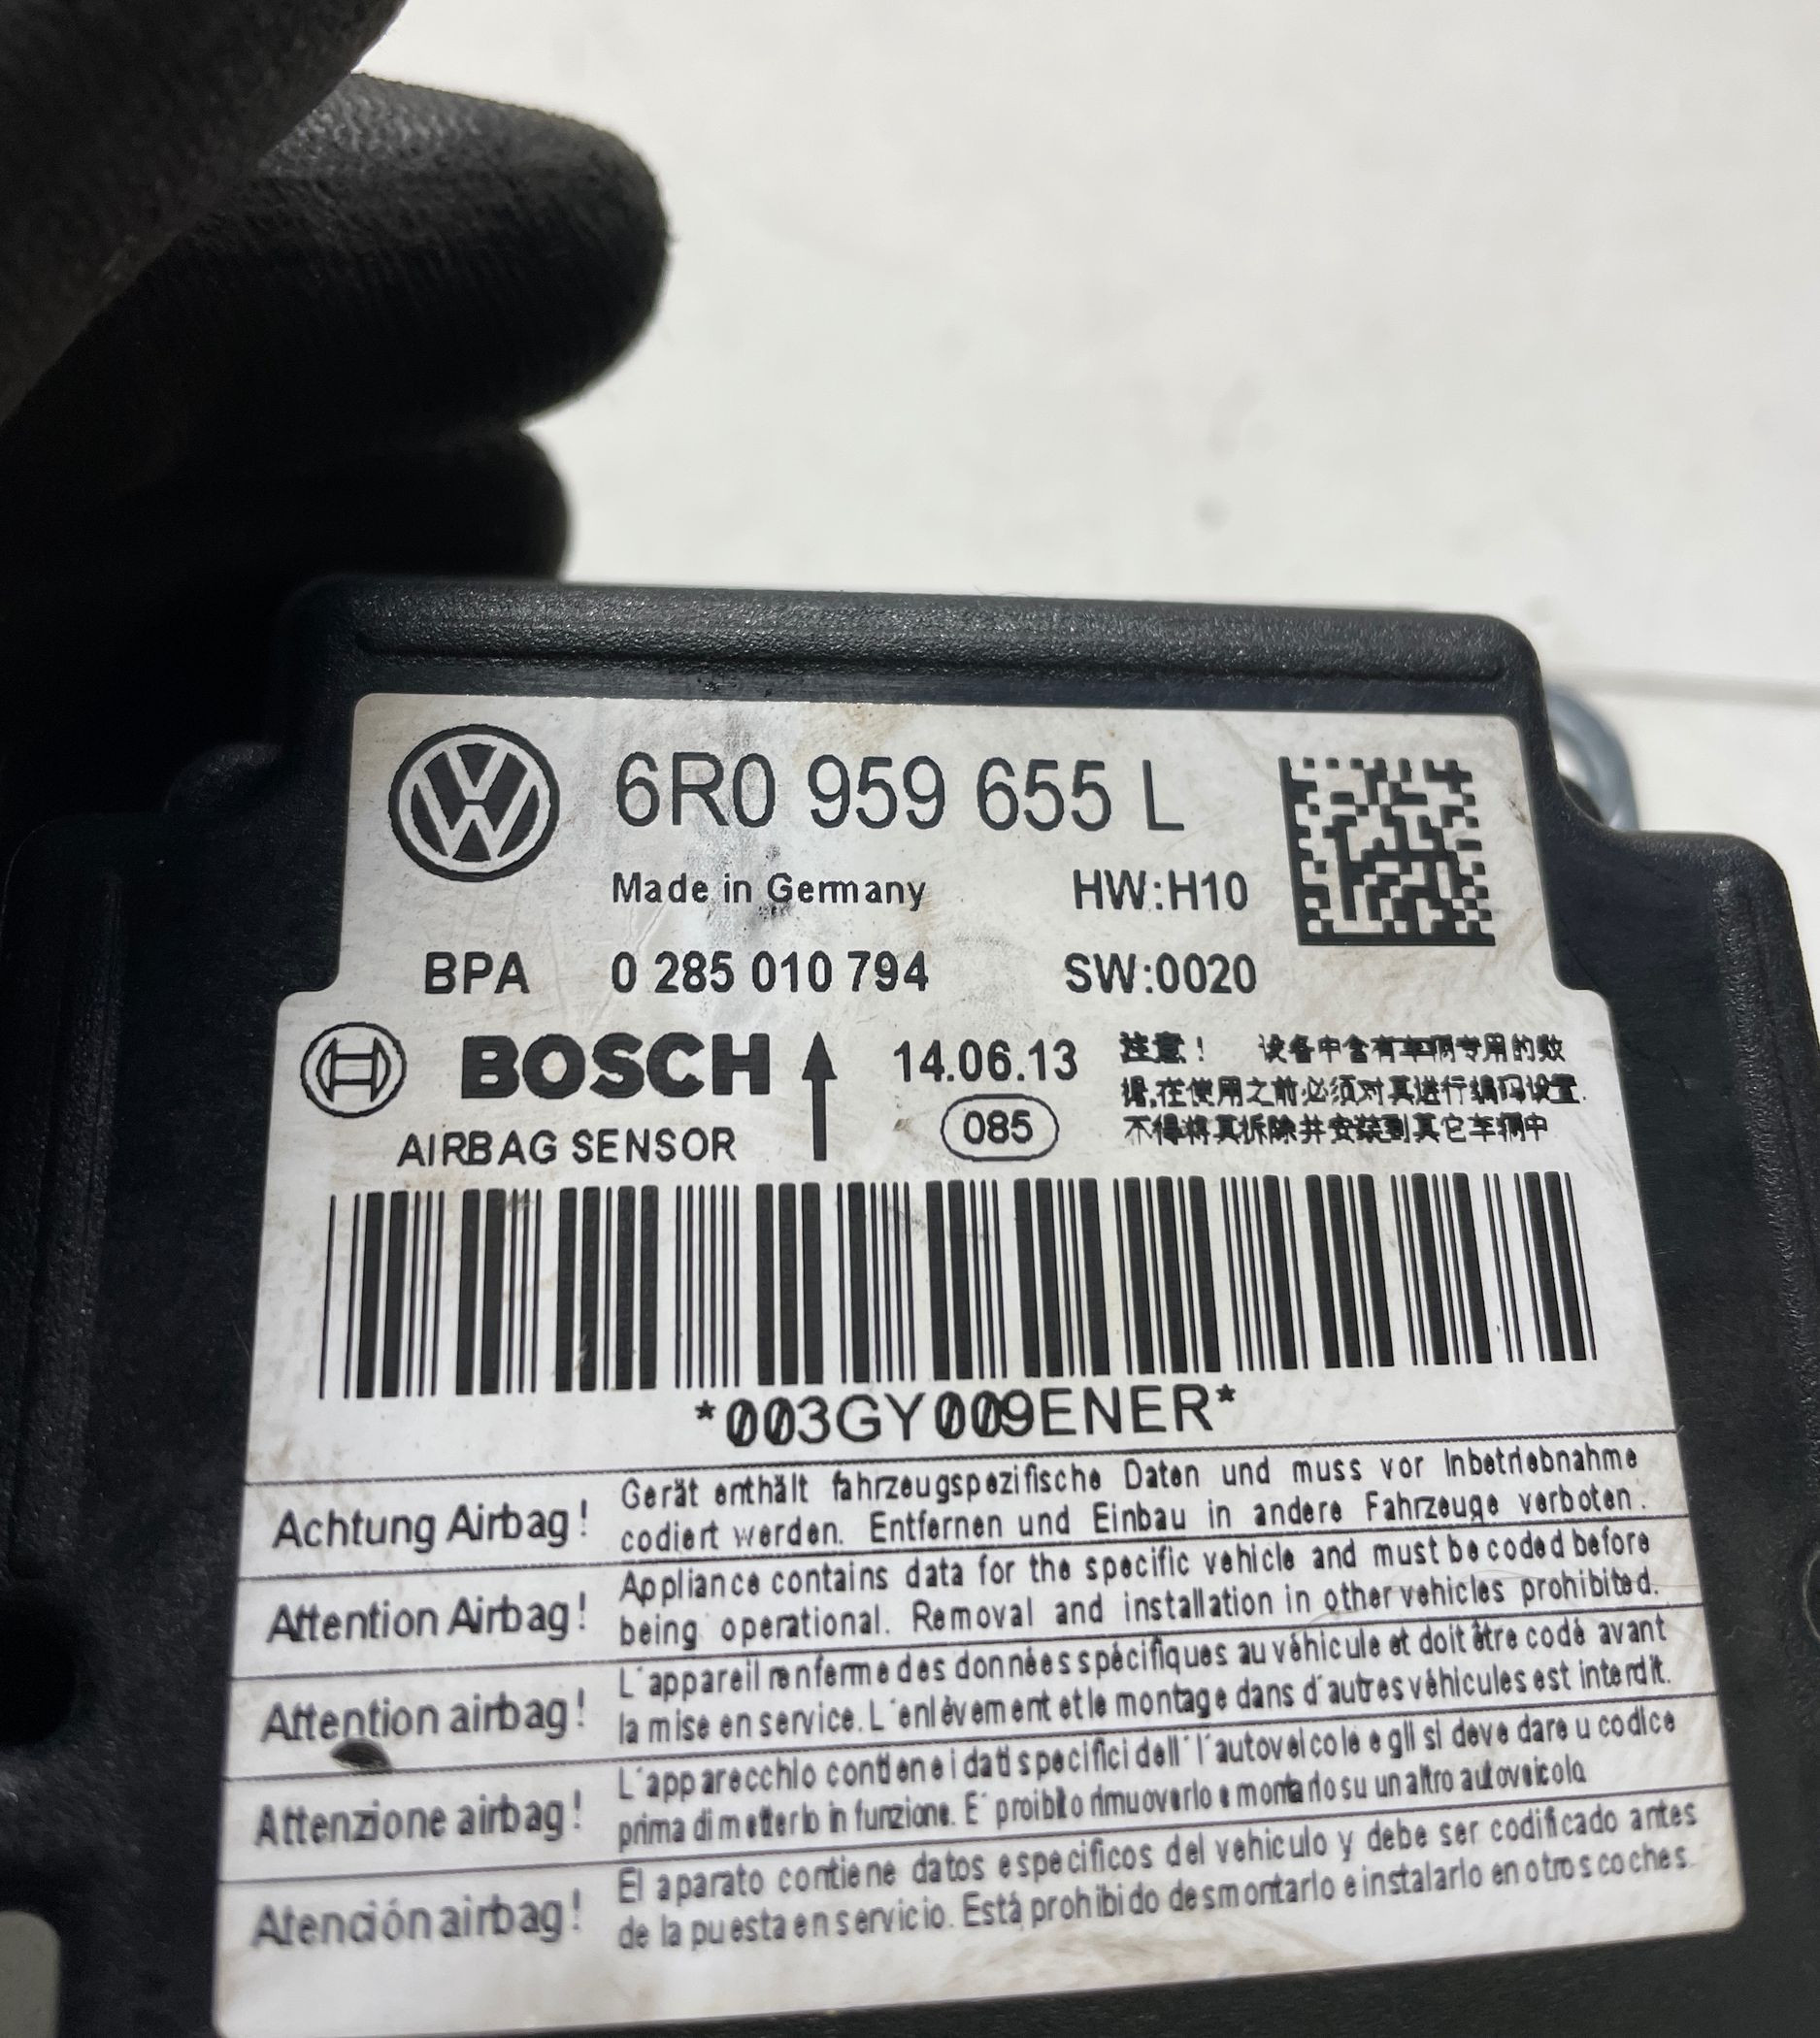 6R0 959 655 L
Made in Germany HW:H10
BPA 0 285 010 794 SW:0020
BOSCH 14.06.13
AIRBAG SENSOR 085
注意! 设备中含有车辆专用的数
据,在使用之前必须对其进行编码设置.
不得将其拆除并安装到其它车辆中
*003GY009ENER*
Achtung Airbag!
Gerät enthält fahrzeugspezifische Daten und muss vor Inbetriebnahme
codiert werden. Entfernen und Einbau in andere Fahrzeuge verboten.
Attention Airbag!
Appliance contains data for the specific vehicle and must be coded before
being operational. Removal and installation in other vehicles prohibited.
Attention airbag!
L'appareil renferme des données spècifiques au véhicule et doit être codè avant
la mise en service. L'enlèvement et le montage dans d'autres vèhicules est interdit.
Attenzione airbag!
L'apparecchio contiene i dati specifici dell' l'autoveicolo e gli si deve dare u codice
prima di metterlo in funzione. E' proibito rimuoverlo e montarlo su un altro autoveicolo
Atención airbag!
El aparato contiene datos especificos del vehiculo y debe ser codificado antes
de la puesta en servicio. Está prohibido desmontarlo e instalarlo en otros coches.